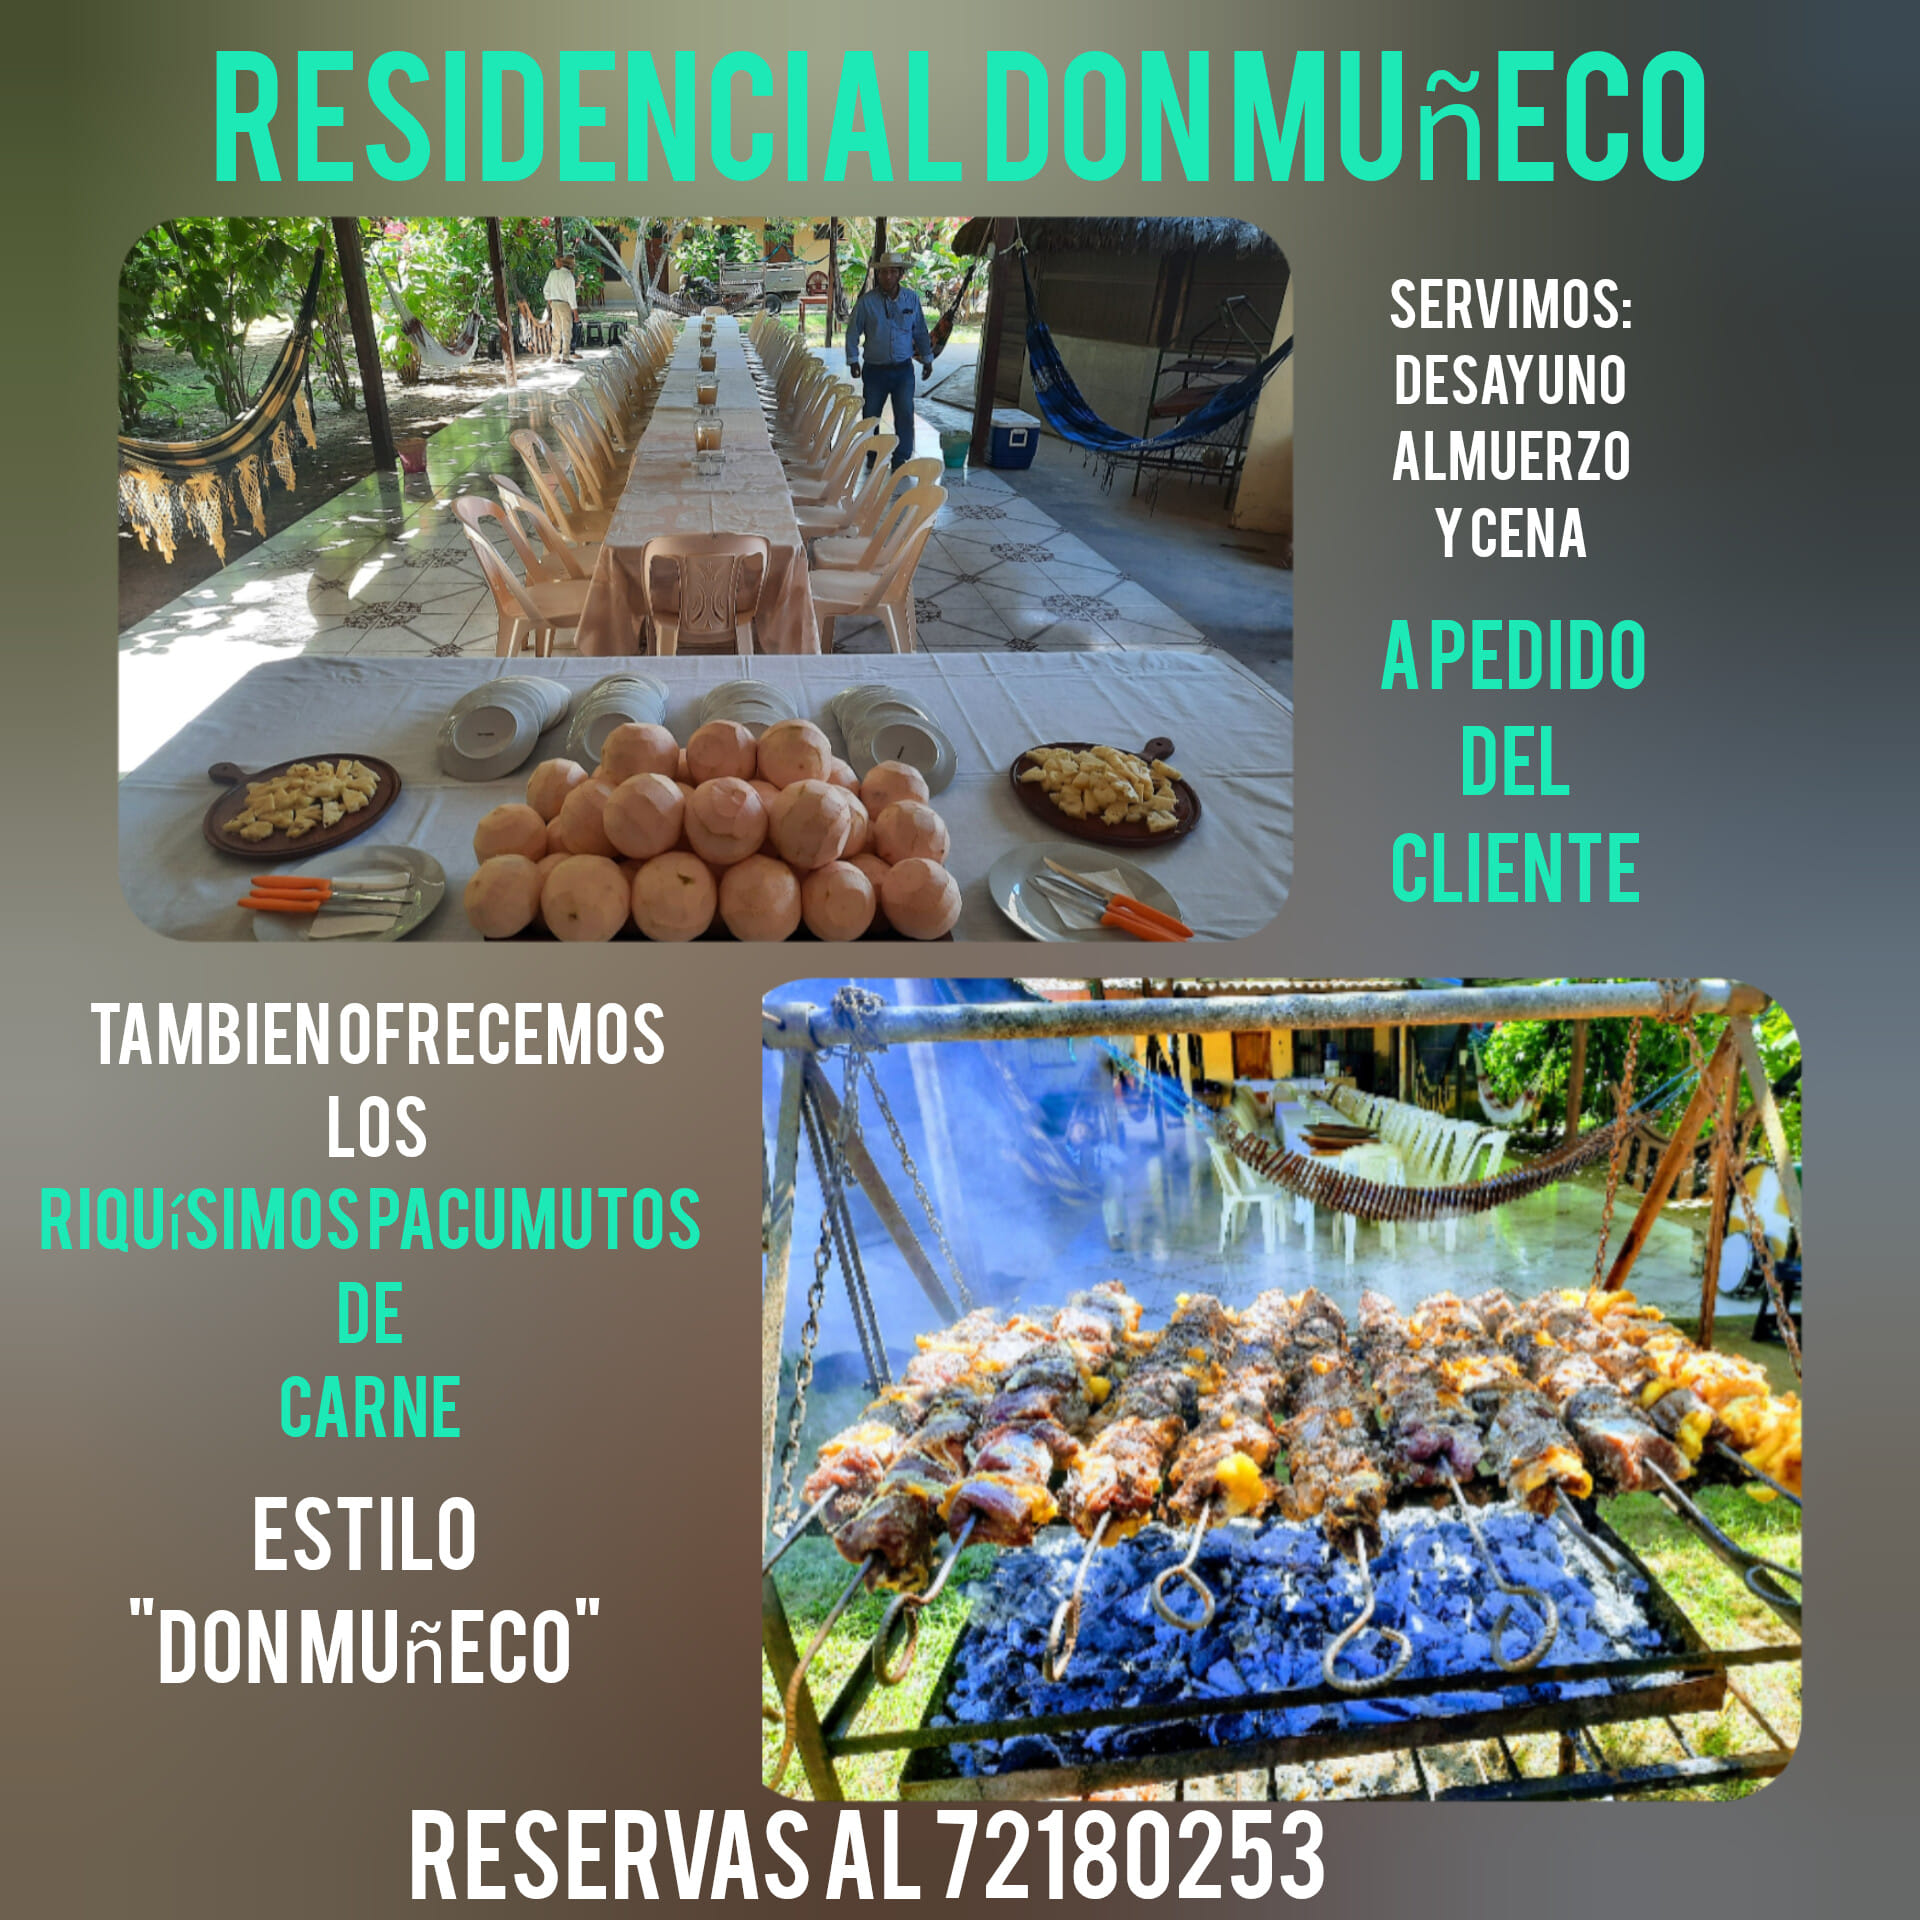 RESIDENCIAL DON MUñECO
SERVIMOS:
DESAYUNO
ALMUERZO
Y CENA
A PEDIDO
DEL
CLIENTE
TAMBIEN OFRECEMOS
LOS
RIQUíSIMOS PACUMUTOS
DE
CARNE
ESTILO
"DON MUñECO"
RESERVAS AL 72180253